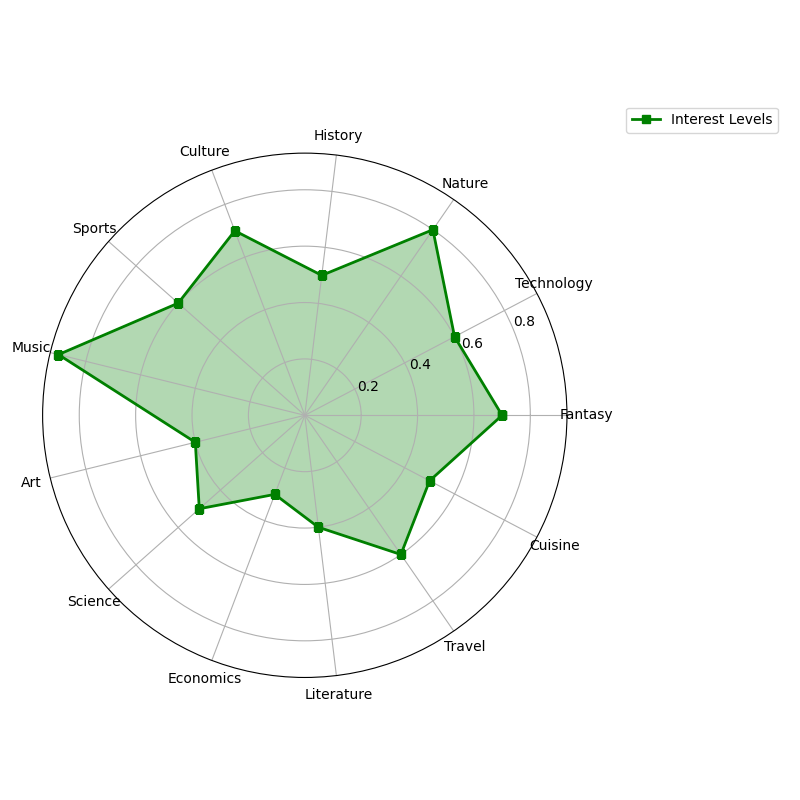 Interest Levels
History
Culture
Nature
Sports
Technology
0.8
0.6
Music
0.4
0.2
Fantasy
Art
Cuisine
Science
Travel
Economics
Literature